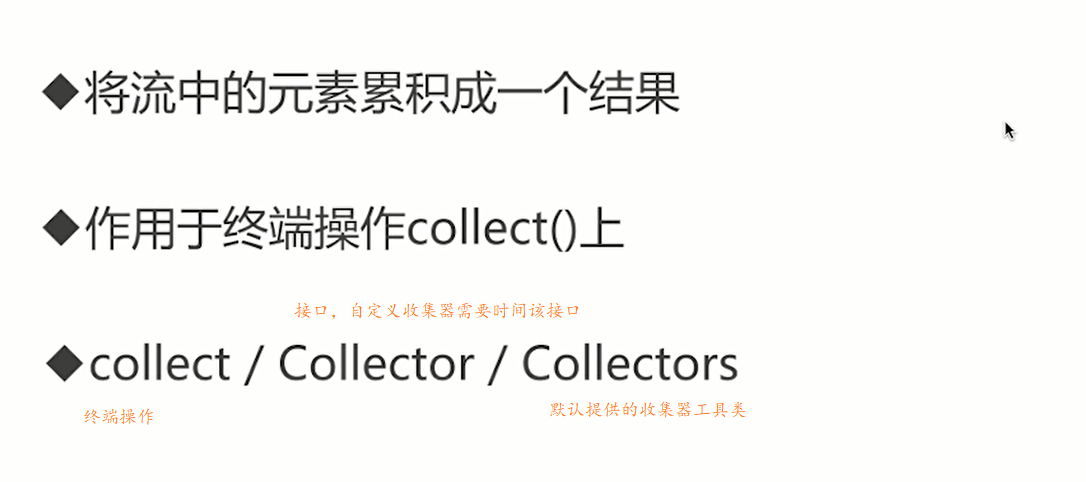 ◆将流中的元素累积成一个结果
◆作用于终端操作collect()上
接口，自定义收集器需要时间该接口
◆collect / Collector / Collectors
终端操作
默认提供的收集器工具类